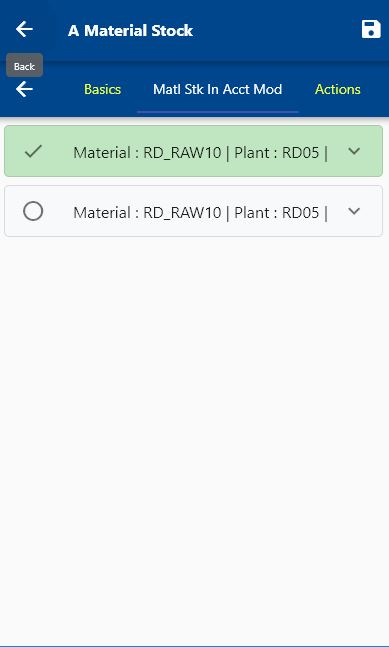 A Material Stock
Back
Basics Matl Stk In Acct Mod Actions
Material : RD_RAW10 | Plant : RD05 |
Material : RD_RAW10 | Plant : RD05 |